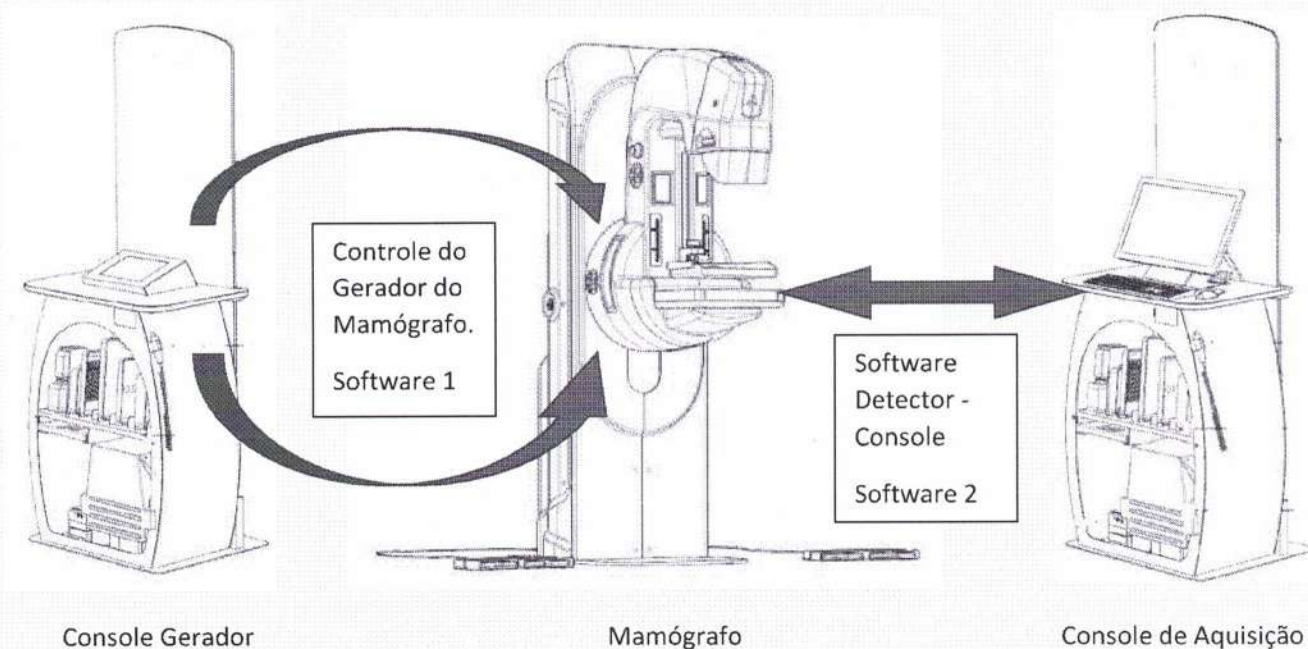 Controle do
Gerador do
Mamógrafo.
Software 1
Software
Detector -
Console
Software 2
Console Gerador
Mamógrafo
Console de Aquisição